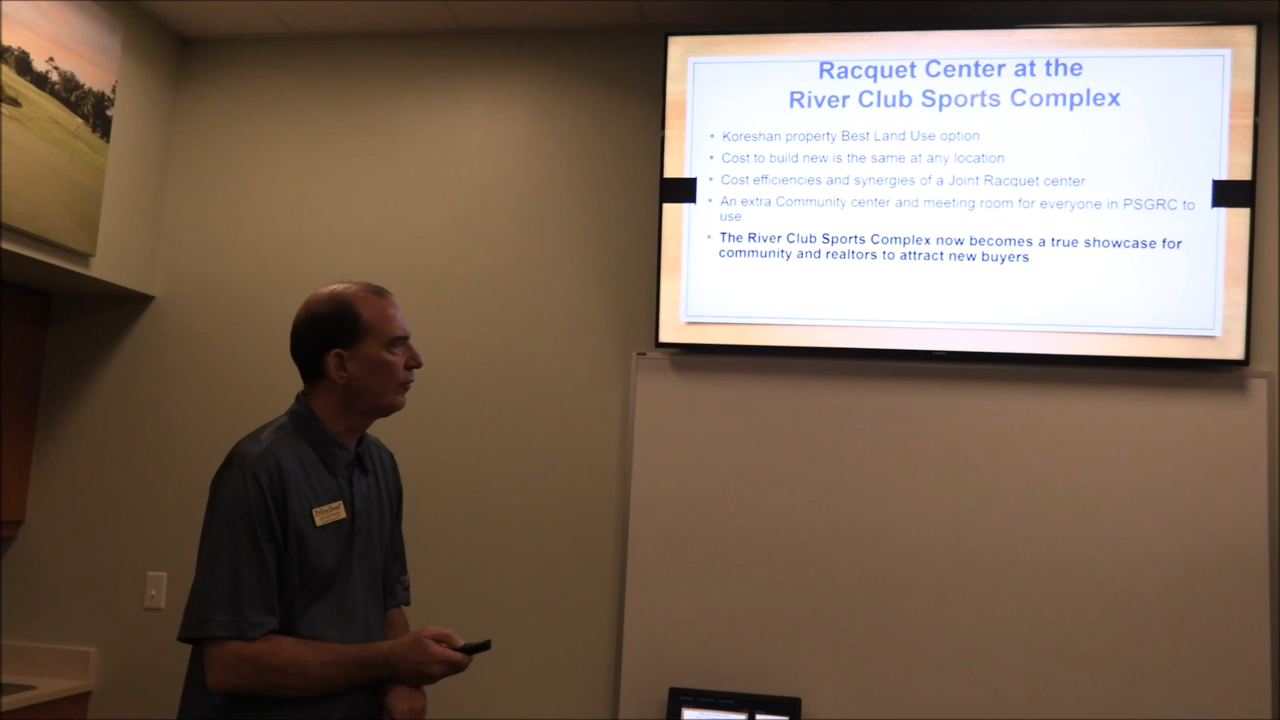 Racquet Center at the
River Club Sports Complex
• Koreshan property Best Land Use option
• Cost to build new is the same at any location
• Cost efficiencies and synergies of a Joint Racquet center
• An extra Community center and meeting room for everyone in PSGRC to
use
• The River Club Sports Complex now becomes a true showcase for
community and realtors to attract new buyers